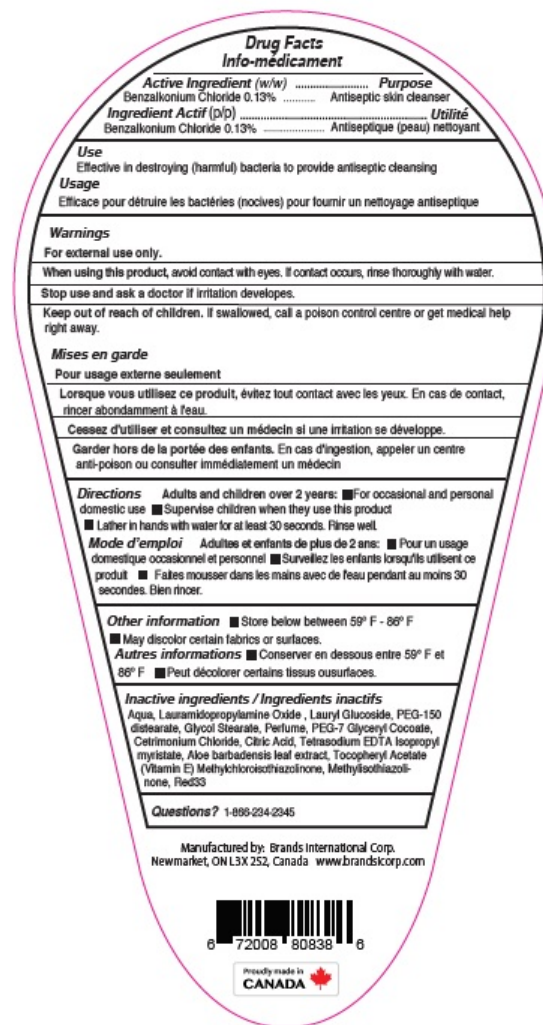 Drug Facts
Info-médicament
Active Ingredient (w/w) ........................ Purpose
Benzalkonium Chloride 0.13% ........... Antiseptic skin cleanser
Ingredient Actif (p/p) ............................................................. Utilité
Benzalkonium Chloride 0.13% .................... Antiseptique (peau) nettoyant
Use
Effective in destroying (harmful) bacteria to provide antiseptic cleansing
Usage
Efficace pour détruire les bactéries (nocives) pour fournir un nettoyage antiseptique
Warnings
For external use only.
When using this product, avoid contact with eyes. If contact occurs, rinse thoroughly with water.
Stop use and ask a doctor if irritation developes.
Keep out of reach of children. If swallowed, call a poison control centre or get medical help
right away.
Mises en garde
Pour usage externe seulement
Lorsque vous utilisez ce produit, évitez tout contact avec les yeux. En cas de contact,
rincer abondamment à l'eau.
Cessez d'utiliser et consultez un médecin si une irritation se développe.
Garder hors de la portée des enfants. En cas d'ingestion, appeler un centre
anti-poison ou consulter immédiatement un médecin
Directions Adults and children over 2 years: ■ For occasional and personal
domestic use ■ Supervise children when they use this product
■ Lather in hands with water for at least 30 seconds. Rinse well.
Mode d'emploi Adultes et enfants de plus de 2 ans: ■ Pour un usage
domestique occasionnel et personnel ■ Surveillez les enfants lorsqu'ils utilisent ce
produit ■ Faites mousser dans les mains avec de l'eau pendant au moins 30
secondes. Bien rincer.
Other information ■ Store below between 59º F - 86º F
■ May discolor certain fabrics or surfaces.
Autres informations ■ Conserver en dessous entre 59º F et
86º F ■ Peut décolorer certains tissus ousurfaces.
Inactive ingredients / Ingredients inactifs
Aqua, Lauramidopropylamine Oxide , Lauryl Glucoside, PEG-150
distearate, Glycol Stearate, Perfume, PEG-7 Glyceryl Cocoate,
Cetrimonium Chloride, Citric Acid, Tetrasodium EDTA Isopropyl
myristate, Aloe barbadensis leaf extract, Tocopheryl Acetate
(Vitamin E) Methylchloroisothiazolinone, Methylisothiazoli-
none, Red33
Questions? 1-866-234-2345
Manufactured by: Brands International Corp.
Newmarket, ON L3X 2S2, Canada www.brandsicorp.com
6 72008 80838 6
Proudly made in
CANADA